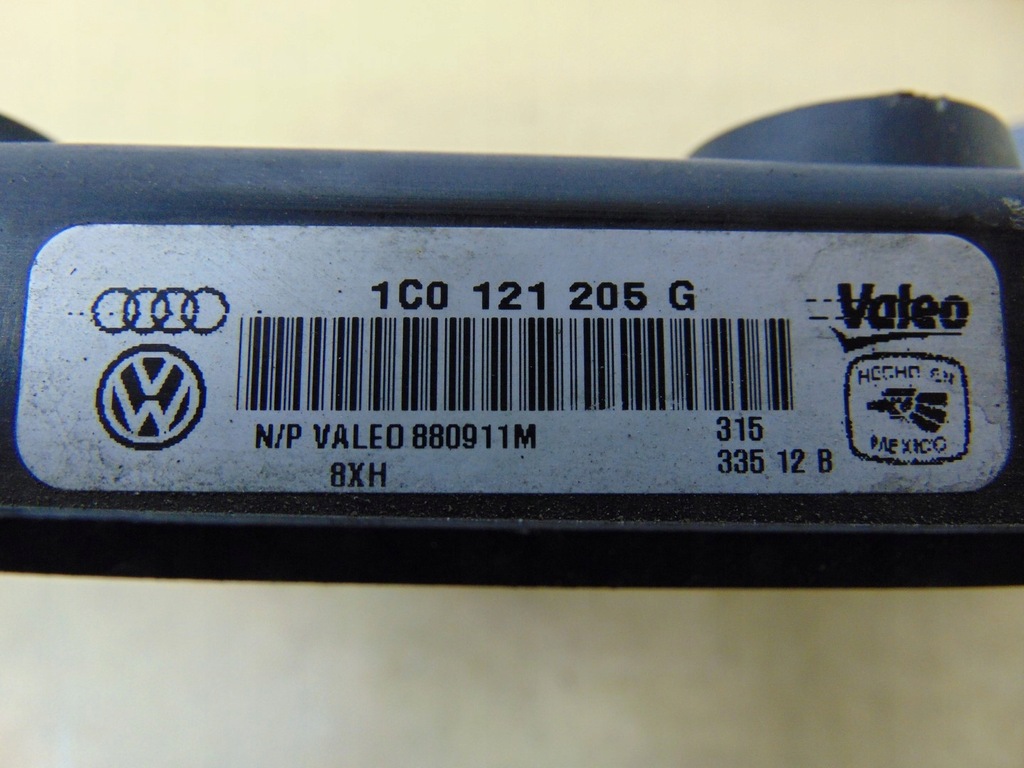 1C0 121 205 G
Valeo
HECHO EN
MEXICO
N/P VALEO 880911M
315
8XH
335 12 B